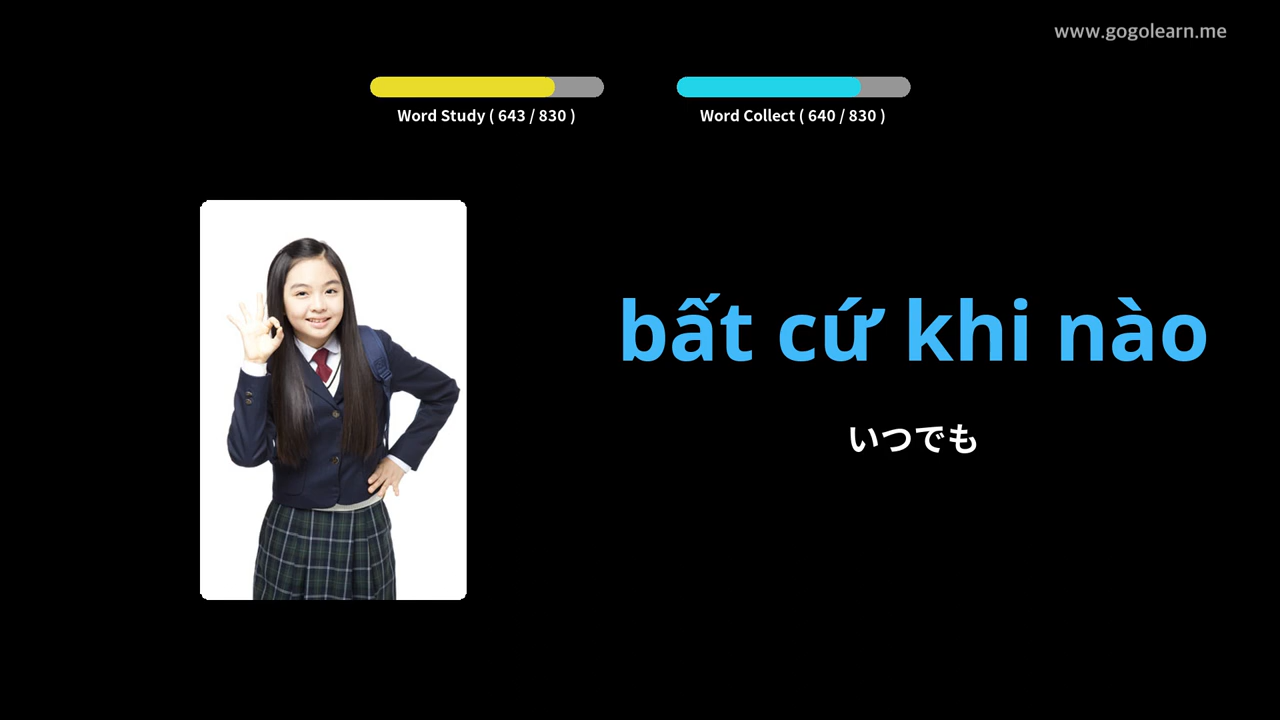 www.gogolearn.me
Word Study ( 643 / 830 )
Word Collect ( 640 / 830 )
bất cứ khi nào
いつでも